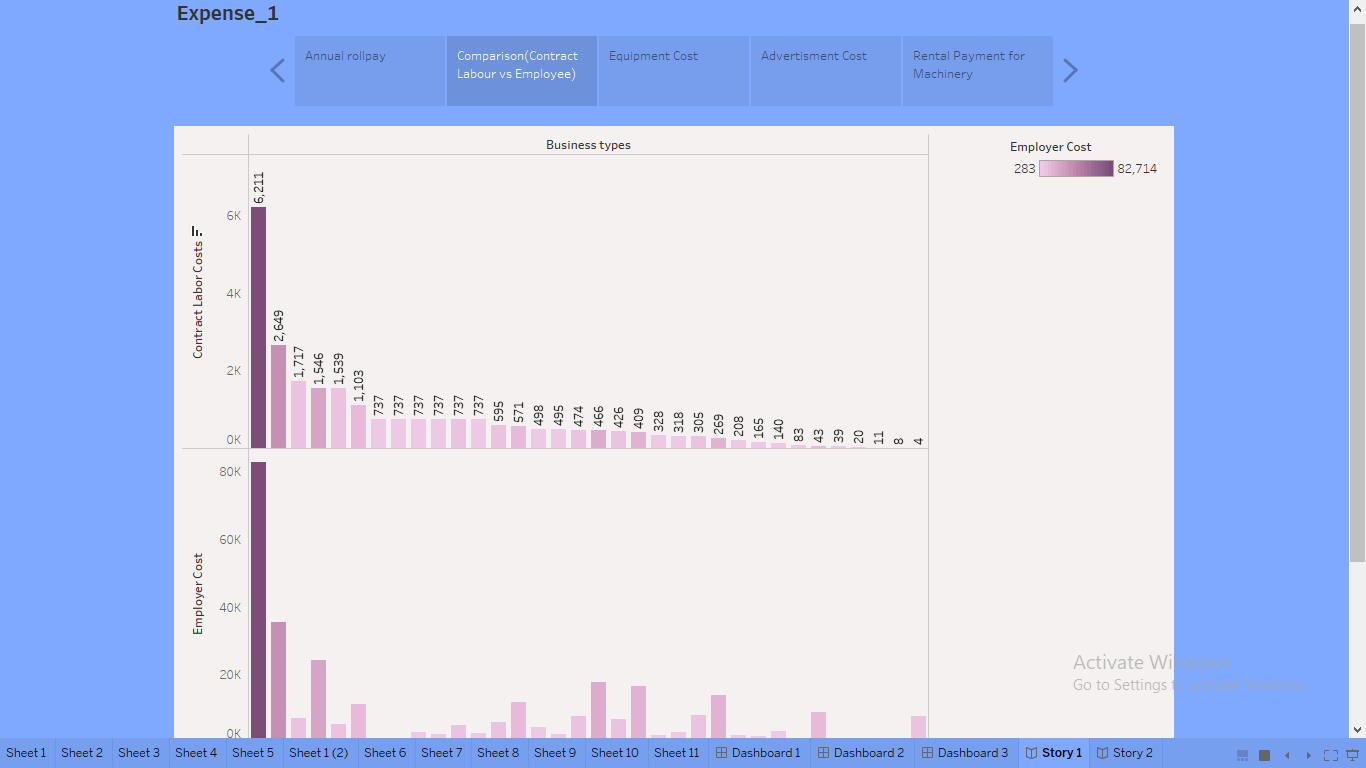 Expense_1
Annual rollpay
Comparison(Contract
Labour vs Employee)
Equipment Cost
Advertisment Cost
Rental Payment for
Machinery
Business types
Employer Cost
283
82,714
Contract Labor Costs
6K
4K
2K
0K
6,211
2,649
1,717
1,546
1,539
1,103
737
737
737
737
737
737
595
571
498
495
474
466
426
409
328
318
305
269
208
165
140
83
43
39
20
11
8
4
Employer Cost
80K
60K
40K
20K
0K
Activate Windows
Go to Settings to activate Windows.
Sheet 1
Sheet 2
Sheet 3
Sheet 4
Sheet 5
Sheet 1 (2)
Sheet 6
Sheet 7
Sheet 8
Sheet 9
Sheet 10
Sheet 11
Dashboard 1
Dashboard 2
Dashboard 3
Story 1
Story 2